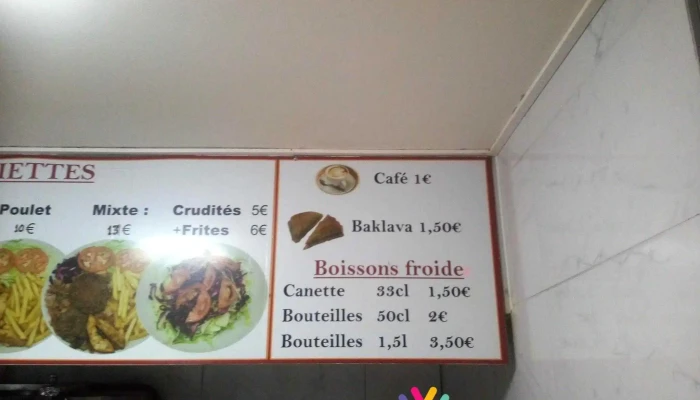 IETTES
Poulet Mixte : Crudités 5€
10€ 13€ +Frites 6€
Café 1€
Baklava 1,50€
Boissons froide
Canette 33cl 1,50€
Bouteilles 50cl 2€
Bouteilles 1,5l 3,50€